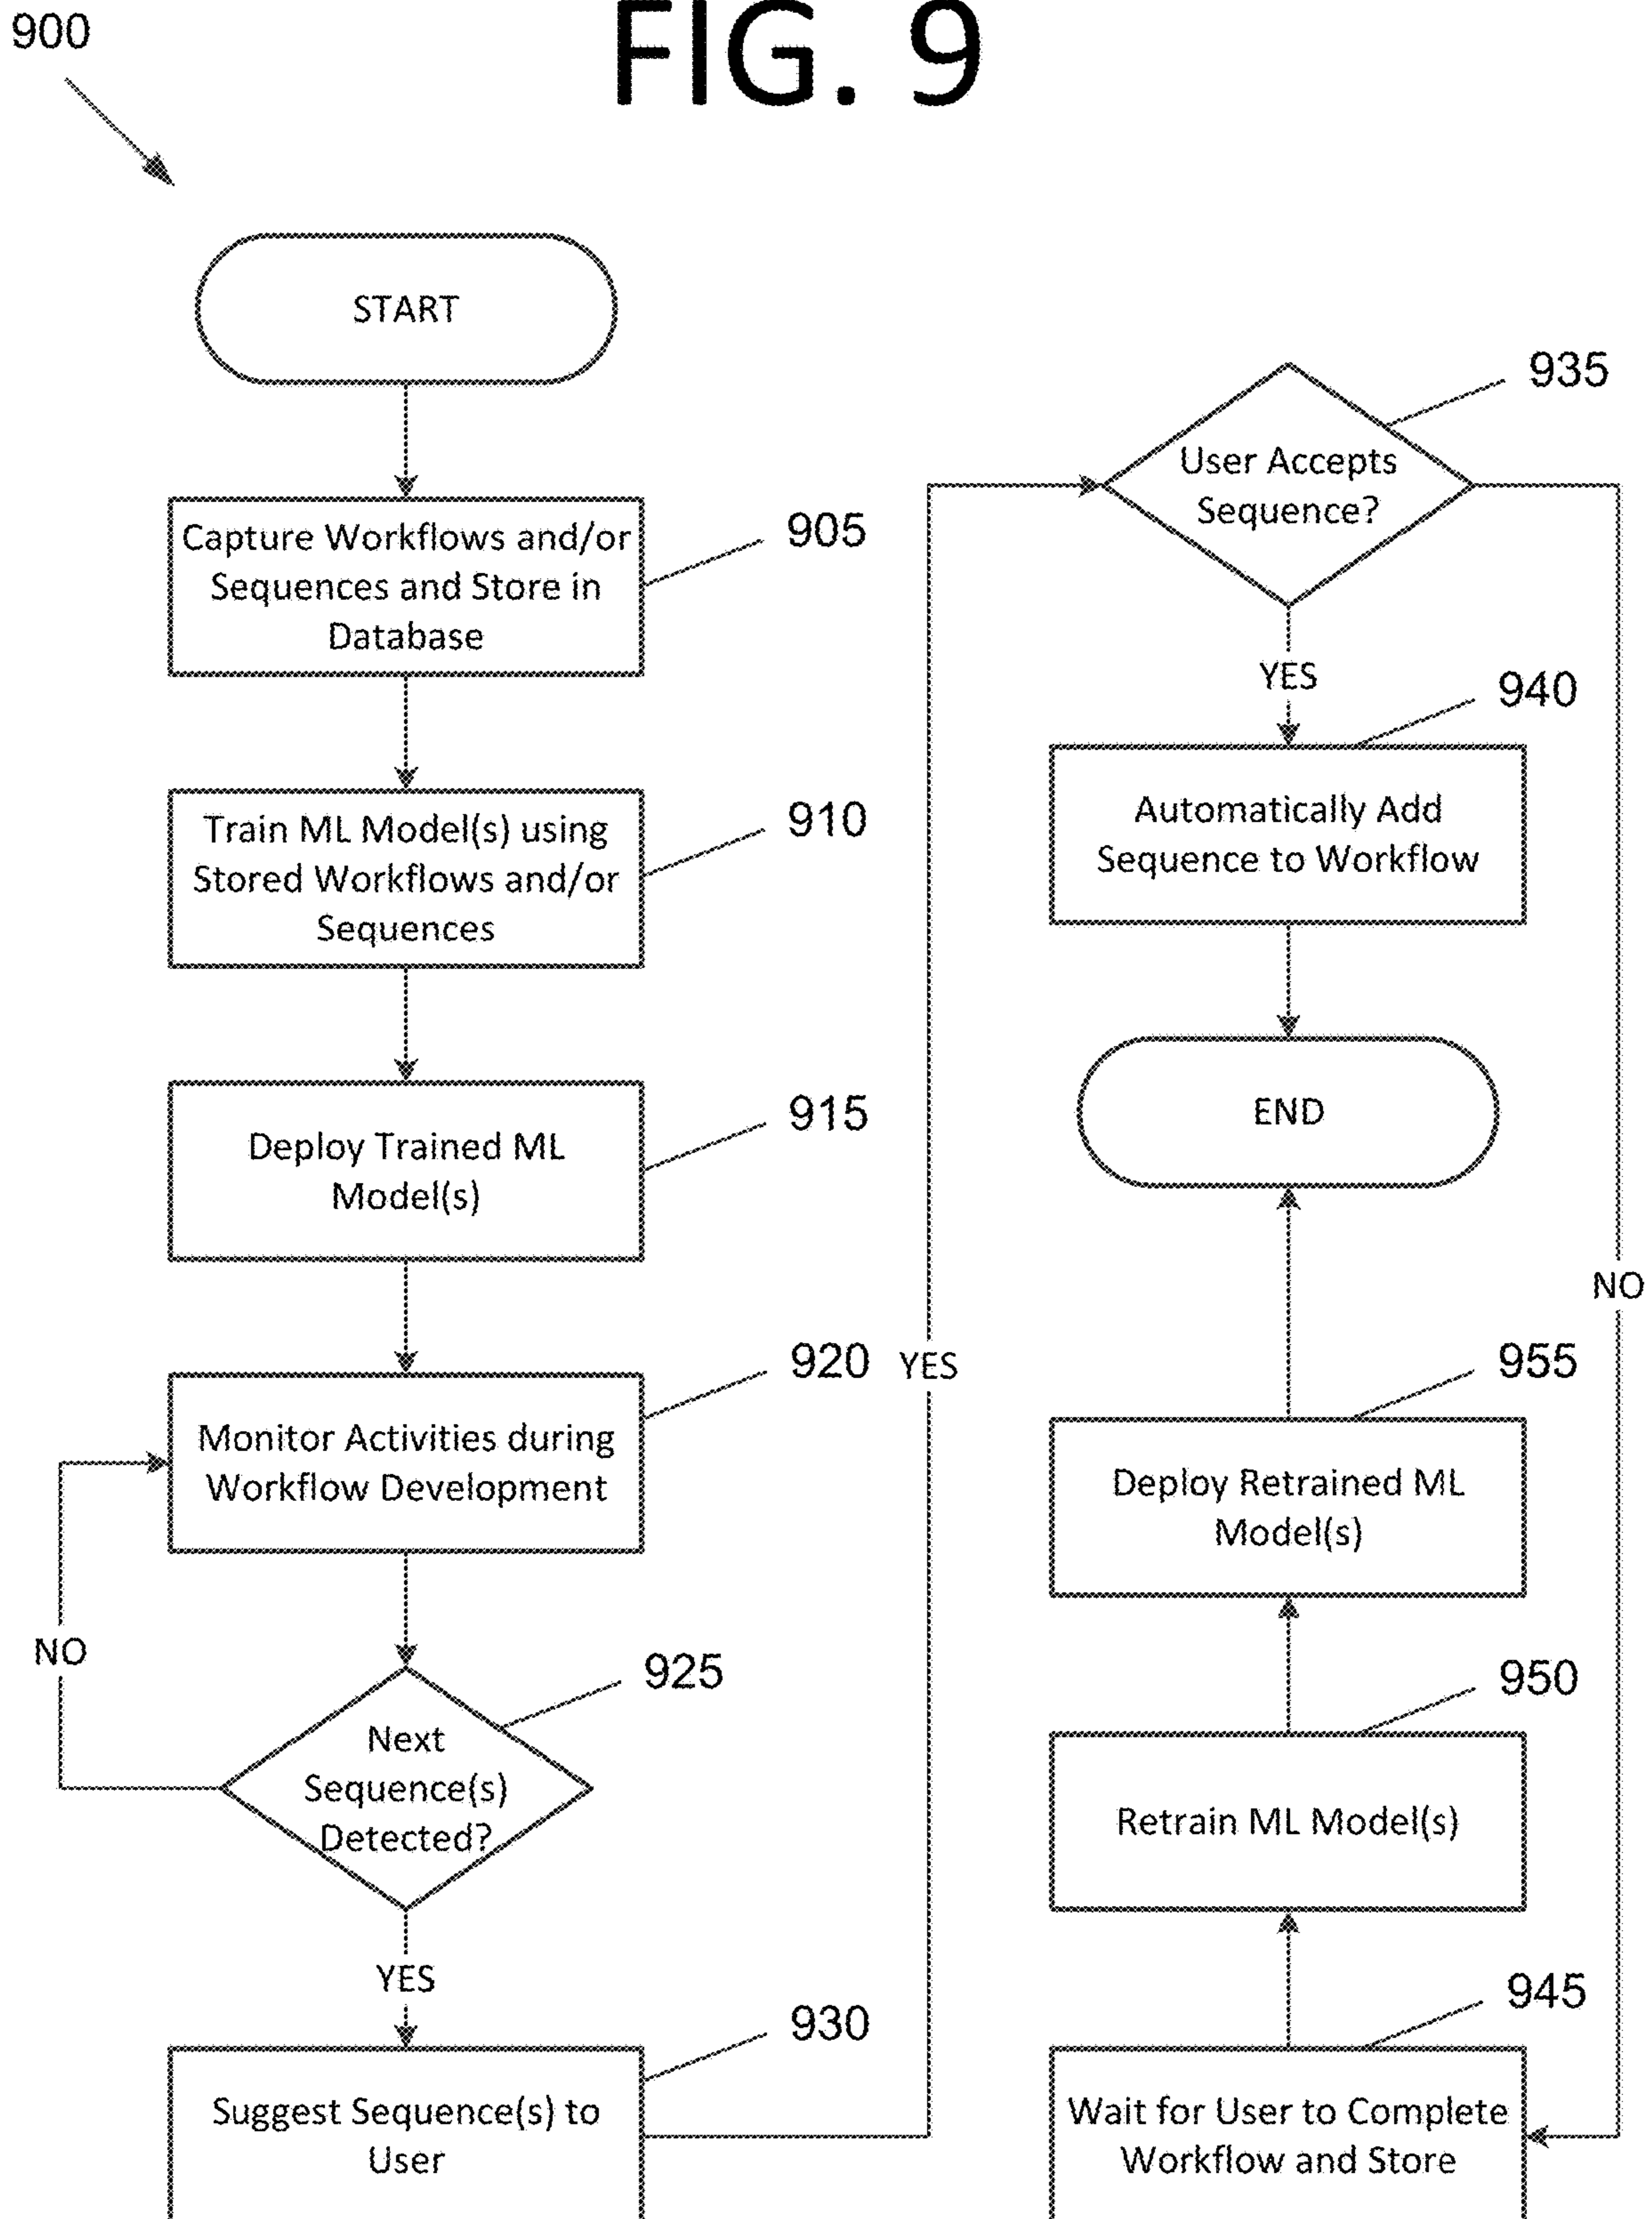 900
FIG. 9
START
Capture Workflows and/or
Sequences and Store in
Database
905
Train ML Model(s) using
Stored Workflows and/or
Sequences
910
Deploy Trained ML
Model(s)
915
Monitor Activities during
Workflow Development
920
NO
Next
Sequence(s)
Detected?
925
YES
Suggest Sequence(s) to
User
930
YES
User Accepts
Sequence?
935
YES
Automatically Add
Sequence to Workflow
940
END
NO
Deploy Retrained ML
Model(s)
955
Retrain ML Model(s)
950
Wait for User to Complete
Workflow and Store
945